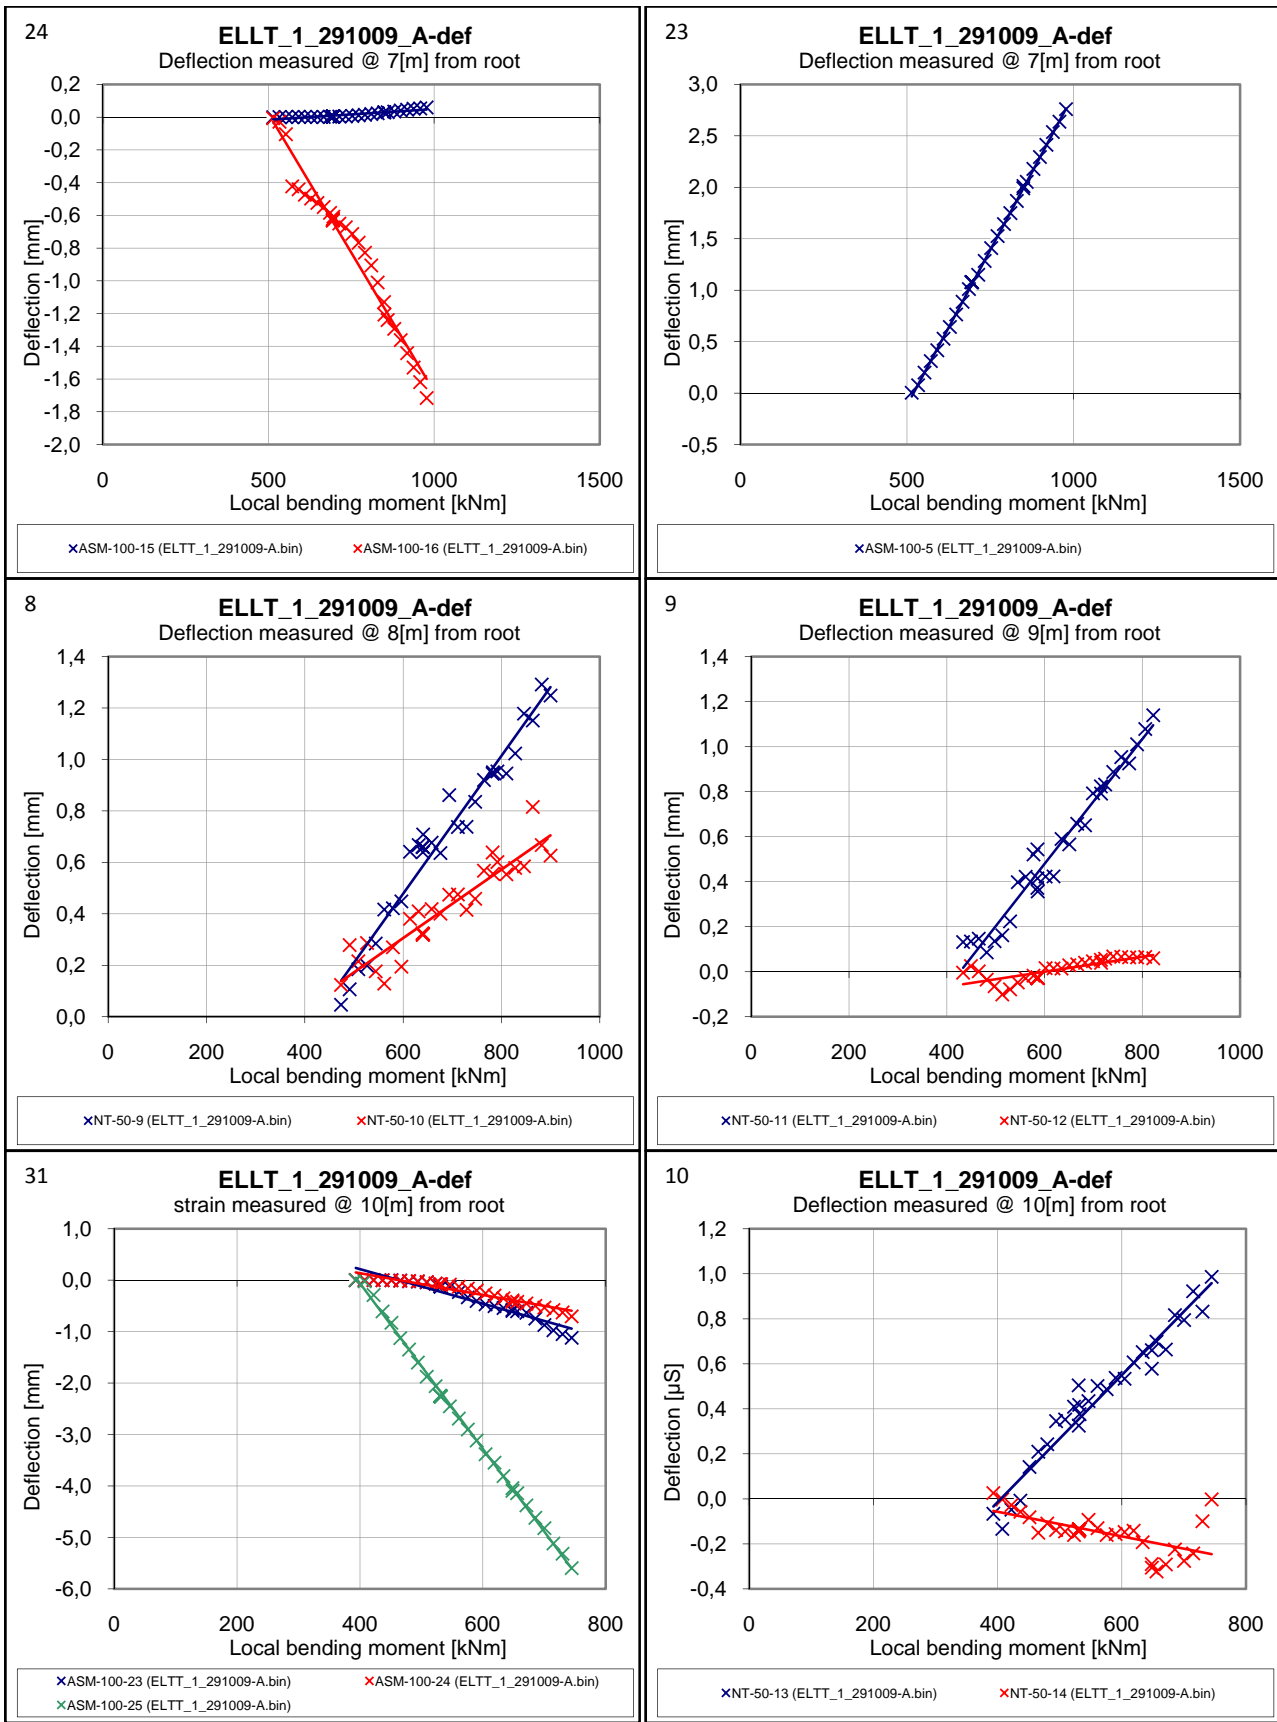 24
ELLT_1_291009_A-def
Deflection measured @ 7[m] from root
0,2
0,0
-0,2
-0,4
-0,6
-0,8
-1,0
-1,2
-1,4
-1,6
-1,8
-2,0
Deflection [mm]
0 500 1000 1500
Local bending moment [kNm]
ASM-100-15 (ELTT_1_291009-A.bin) ASM-100-16 (ELTT_1_291009-A.bin)
23
ELLT_1_291009_A-def
Deflection measured @ 7[m] from root
3,0
2,5
2,0
1,5
1,0
0,5
0,0
-0,5
Deflection [mm]
0 500 1000 1500
Local bending moment [kNm]
ASM-100-5 (ELTT_1_291009-A.bin)
8
ELLT_1_291009_A-def
Deflection measured @ 8[m] from root
1,4
1,2
1,0
0,8
0,6
0,4
0,2
0,0
Deflection [mm]
0 200 400 600 800 1000
Local bending moment [kNm]
NT-50-9 (ELTT_1_291009-A.bin) NT-50-10 (ELTT_1_291009-A.bin)
9
ELLT_1_291009_A-def
Deflection measured @ 9[m] from root
1,4
1,2
1,0
0,8
0,6
0,4
0,2
0,0
-0,2
Deflection [mm]
0 200 400 600 800 1000
Local bending moment [kNm]
NT-50-11 (ELTT_1_291009-A.bin) NT-50-12 (ELTT_1_291009-A.bin)
31
ELLT_1_291009_A-def
strain measured @ 10[m] from root
1,0
0,0
-1,0
-2,0
-3,0
-4,0
-5,0
-6,0
Deflection [mm]
0 200 400 600 800
Local bending moment [kNm]
ASM-100-23 (ELTT_1_291009-A.bin) ASM-100-24 (ELTT_1_291009-A.bin)
ASM-100-25 (ELTT_1_291009-A.bin)
10
ELLT_1_291009_A-def
Deflection measured @ 10[m] from root
1,2
1,0
0,8
0,6
0,4
0,2
0,0
-0,2
-0,4
Deflection [µS]
0 200 400 600 800
Local bending moment [kNm]
NT-50-13 (ELTT_1_291009-A.bin) NT-50-14 (ELTT_1_291009-A.bin)